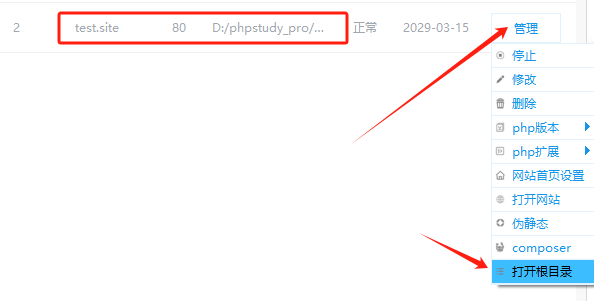 2 test.site 80 D:/phpstudy_pro/... 正常 2029-03-15 管理
停止
修改
删除
php版本
php扩展
网站首页设置
打开网站
伪静态
composer
打开根目录